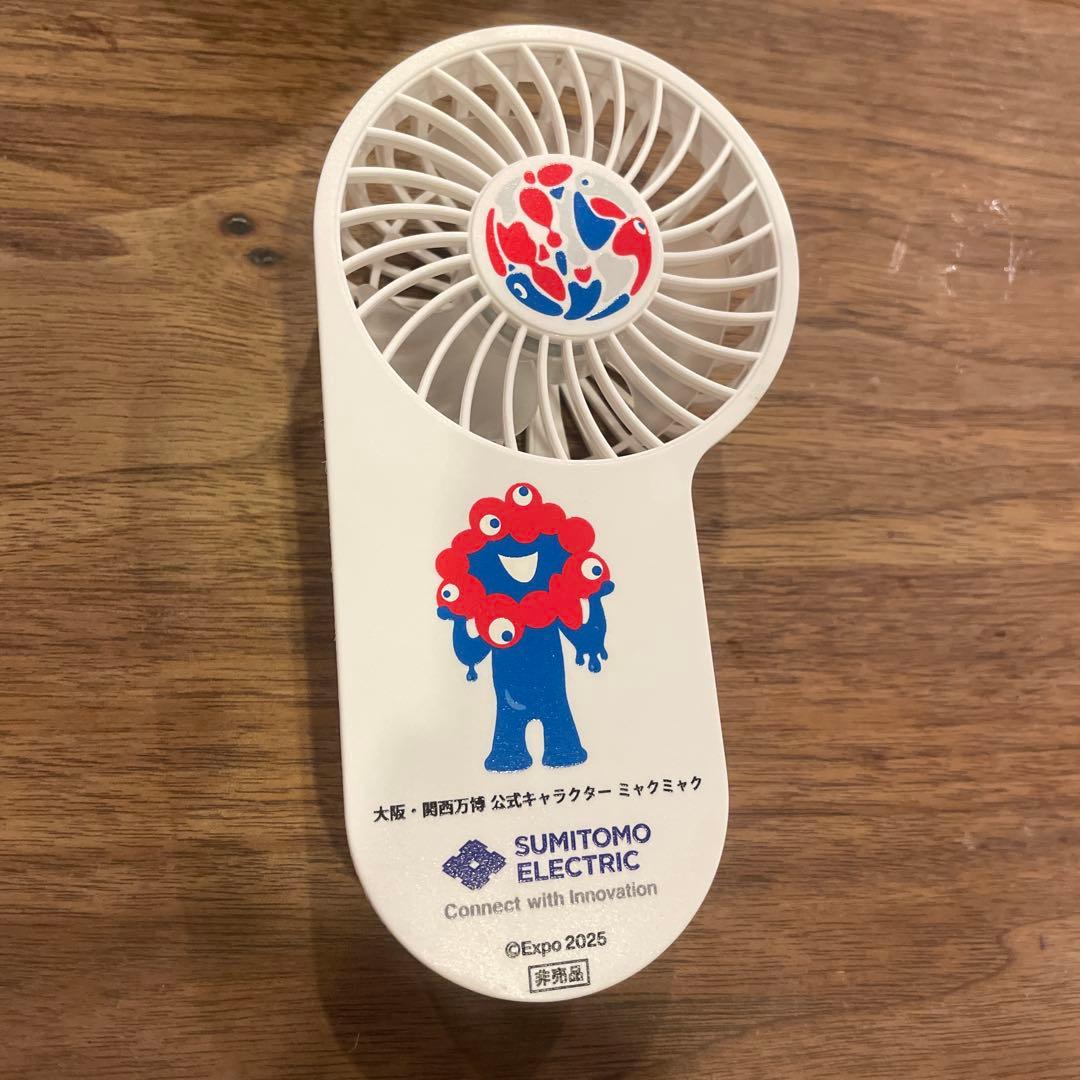 大阪・関西万博 公式キャラクター ミャクミャク
SUMITOMO
ELECTRIC
Connect with Innovation
©Expo 2025
非売品